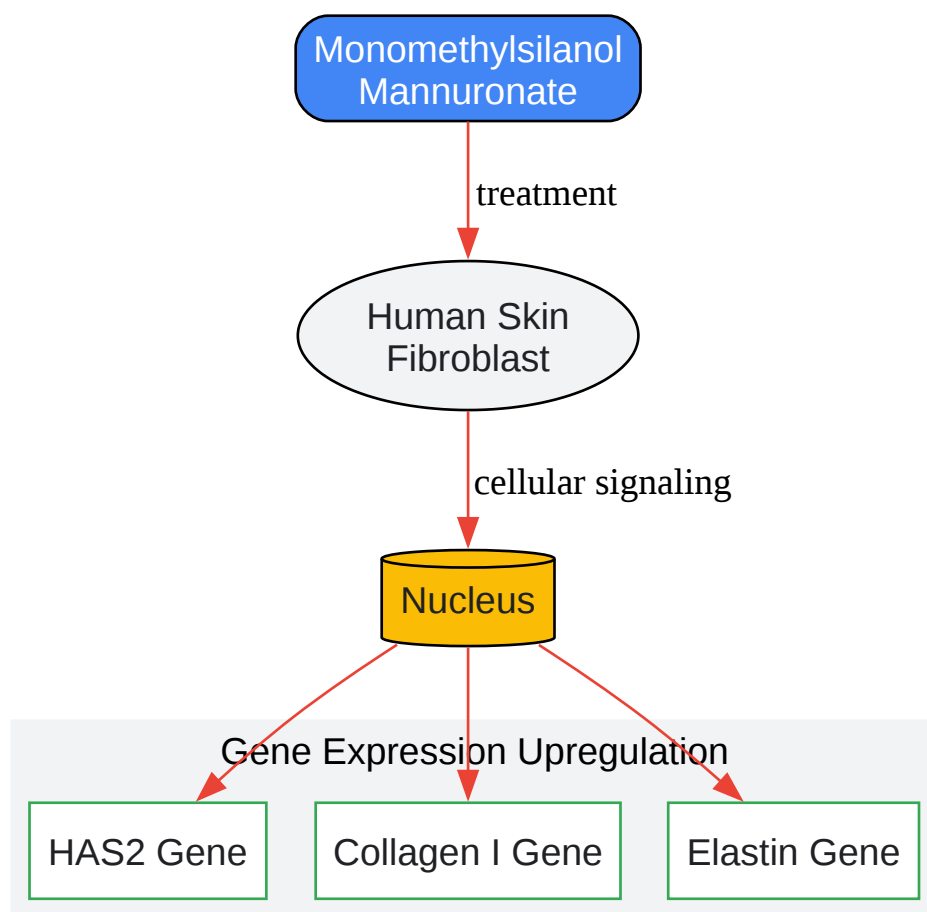 Monomethylsilanol
Mannuronate
treatment
Human Skin
Fibroblast
cellular signaling
Nucleus
Gene Expression Upregulation
HAS2 Gene
Collagen I Gene
Elastin Gene